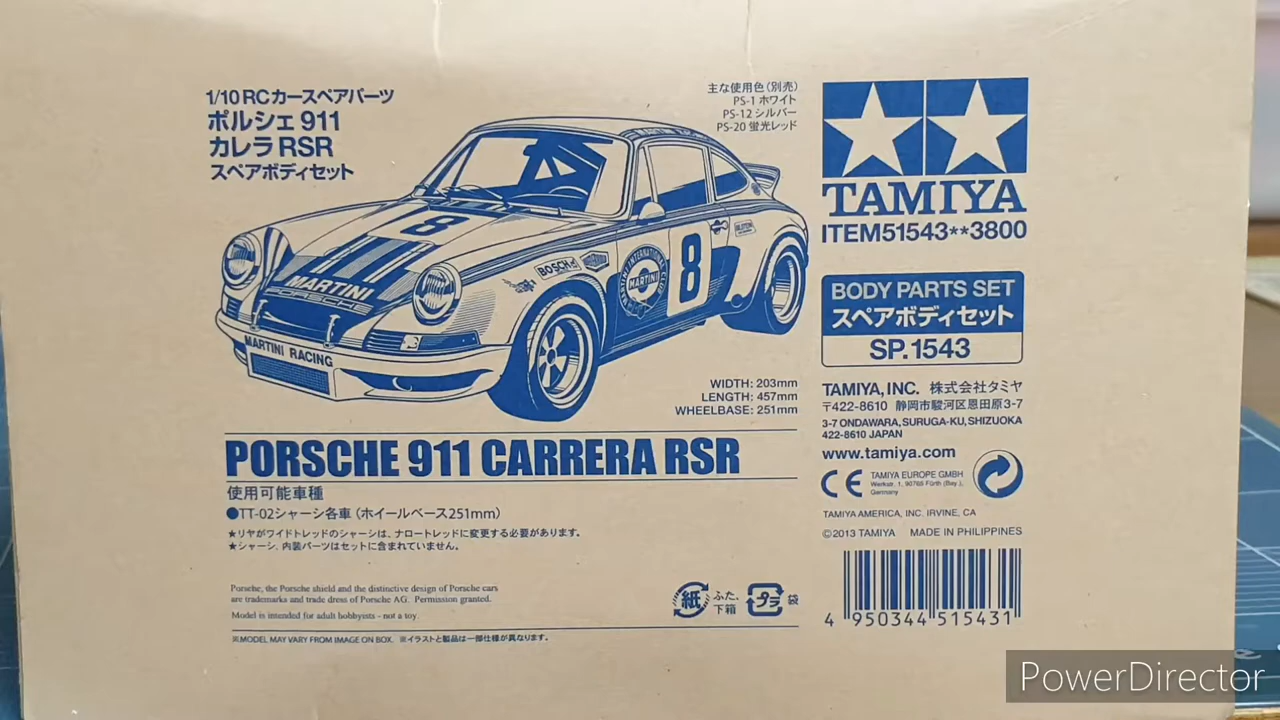 1/10 RCカースペアパーツ
ポルシェ 911
カレラ RSR
スペアボディセット
主な使用色(別売)
PS-1 ホワイト
PS-12 シルバー
PS-20 蛍光レッド
8
MARTINI
PORSCHE
MARTINI RACING
BOSCH
MARTINI INTERNATIONAL CLUB
MARTINI
8
WIDTH: 203mm
LENGTH: 457mm
WHEELBASE: 251mm
PORSCHE 911 CARRERA RSR
使用可能車種
●TT-02シャーシ各車 (ホイールベース251mm)
★リヤがワイドトレッドのシャーシは、ナロートレッドに変更する必要があります。
★シャーシ、内装パーツはセットに含まれていません。
Porsche, the Porsche shield and the distinctive design of Porsche cars
are trademarks and trade dress of Porsche AG. Permission granted.
Model is intended for adult hobbyists - not a toy.
※MODEL MAY VARY FROM IMAGE ON BOX. ※イラストと製品は一部仕様が異なります。
紙
ふた、
下箱
プラ
袋
TAMIYA
ITEM51543**3800
BODY PARTS SET
スペアボディセット
SP.1543
TAMIYA, INC. 株式会社タミヤ
〒422-8610 静岡市駿河区恩田原3-7
3-7 ONDAWARA, SURUGA-KU, SHIZUOKA
422-8610 JAPAN
www.tamiya.com
CE
TAMIYA EUROPE GMBH
Werkstr. 1, 90765 Fürth (Bay.),
Germany
TAMIYA AMERICA, INC. IRVINE, CA
©2013 TAMIYA MADE IN PHILIPPINES
4 950344 515431
PowerDirector